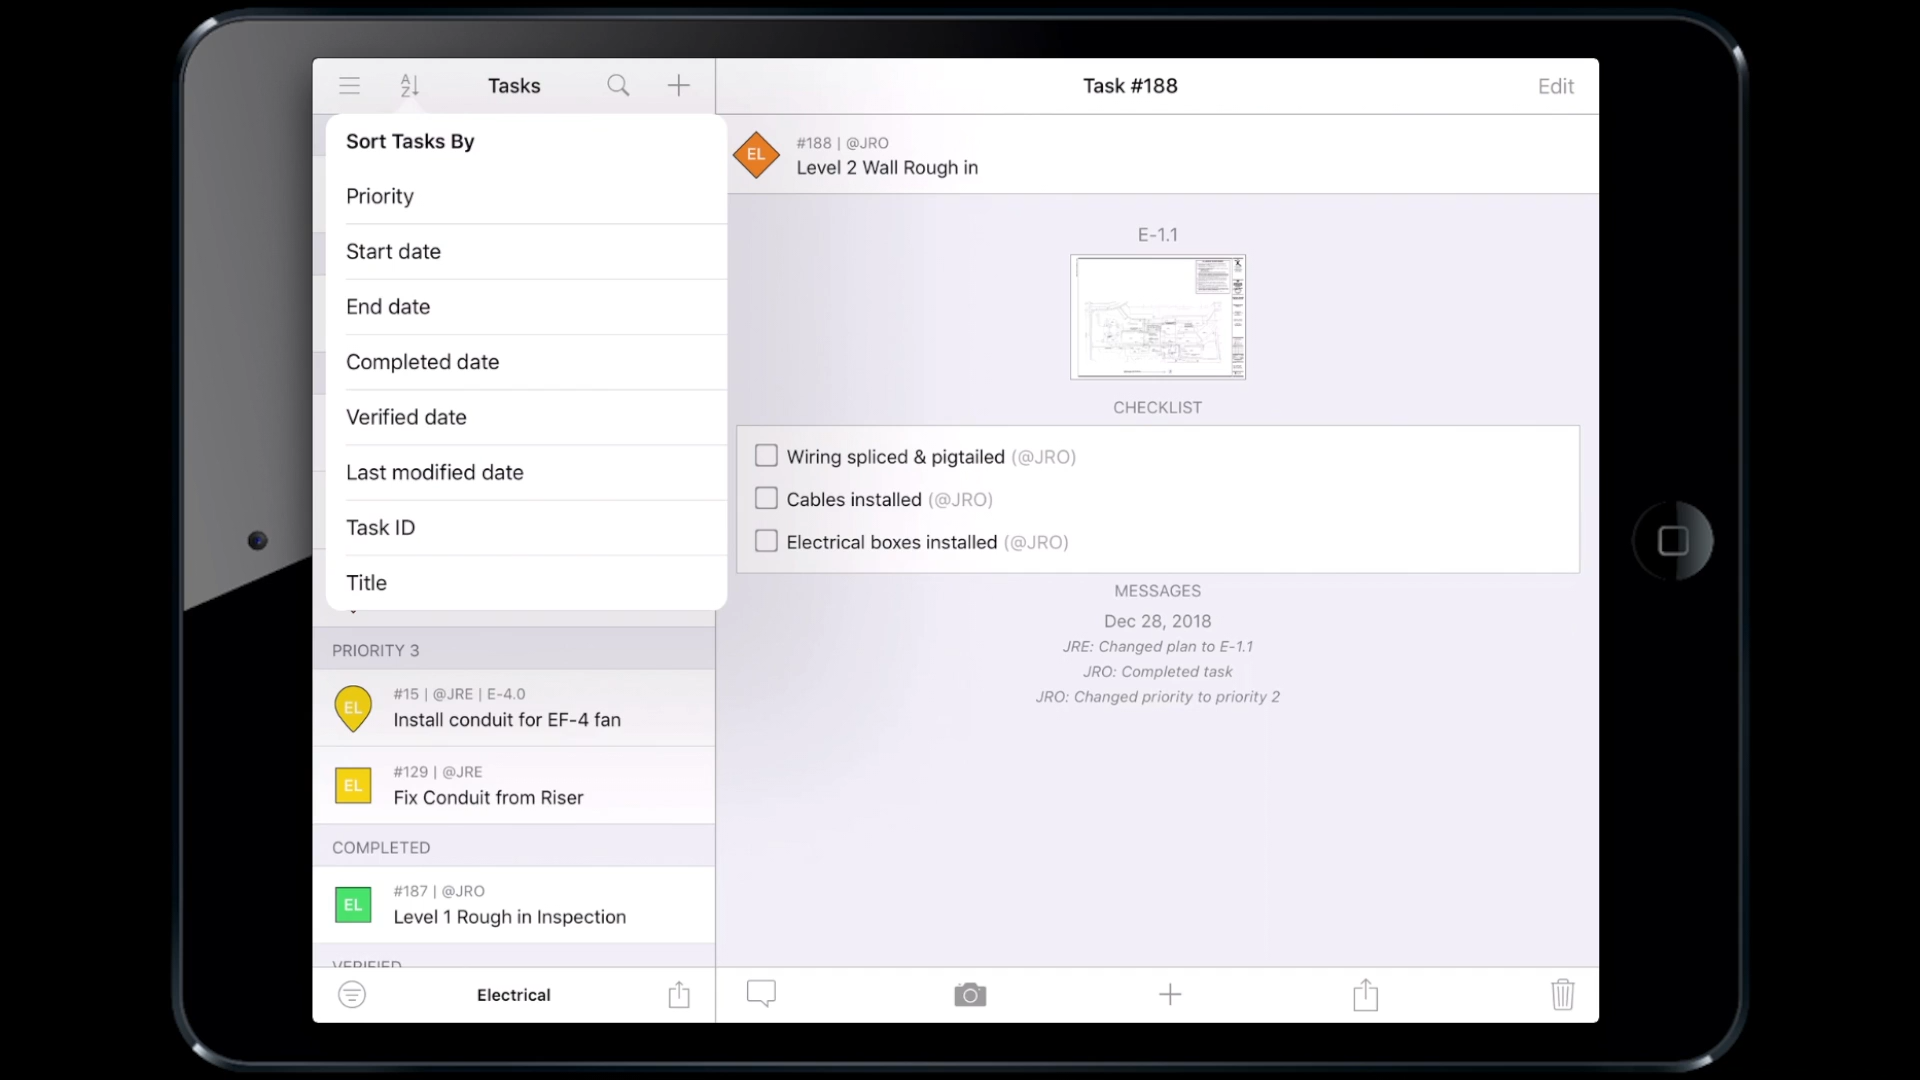 A
Z
Tasks
Task #188
Edit
Sort Tasks By
Priority
Start date
End date
Completed date
Verified date
Last modified date
Task ID
Title
PRIORITY 3
EL
#15 | @JRE | E-4.0
Install conduit for EF-4 fan
EL
#129 | @JRE
Fix Conduit from Riser
COMPLETED
EL
#187 | @JRO
Level 1 Rough in Inspection
VERIFIED
Electrical
EL
#188 | @JRO
Level 2 Wall Rough in
E-1.1
CHECKLIST
Wiring spliced & pigtailed (@JRO)
Cables installed (@JRO)
Electrical boxes installed (@JRO)
MESSAGES
Dec 28, 2018
JRE: Changed plan to E-1.1
JRO: Completed task
JRO: Changed priority to priority 2